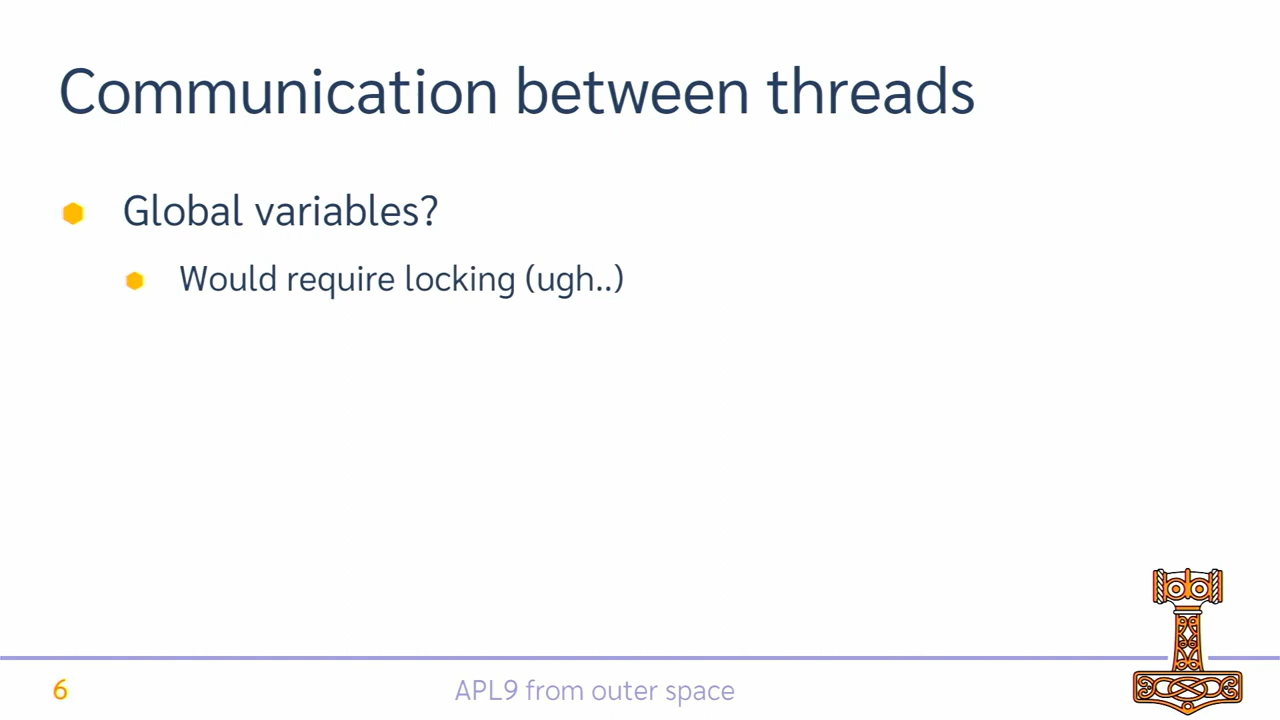 Communication between threads
Global variables?
Would require locking (ugh..)
6
APL9 from outer space